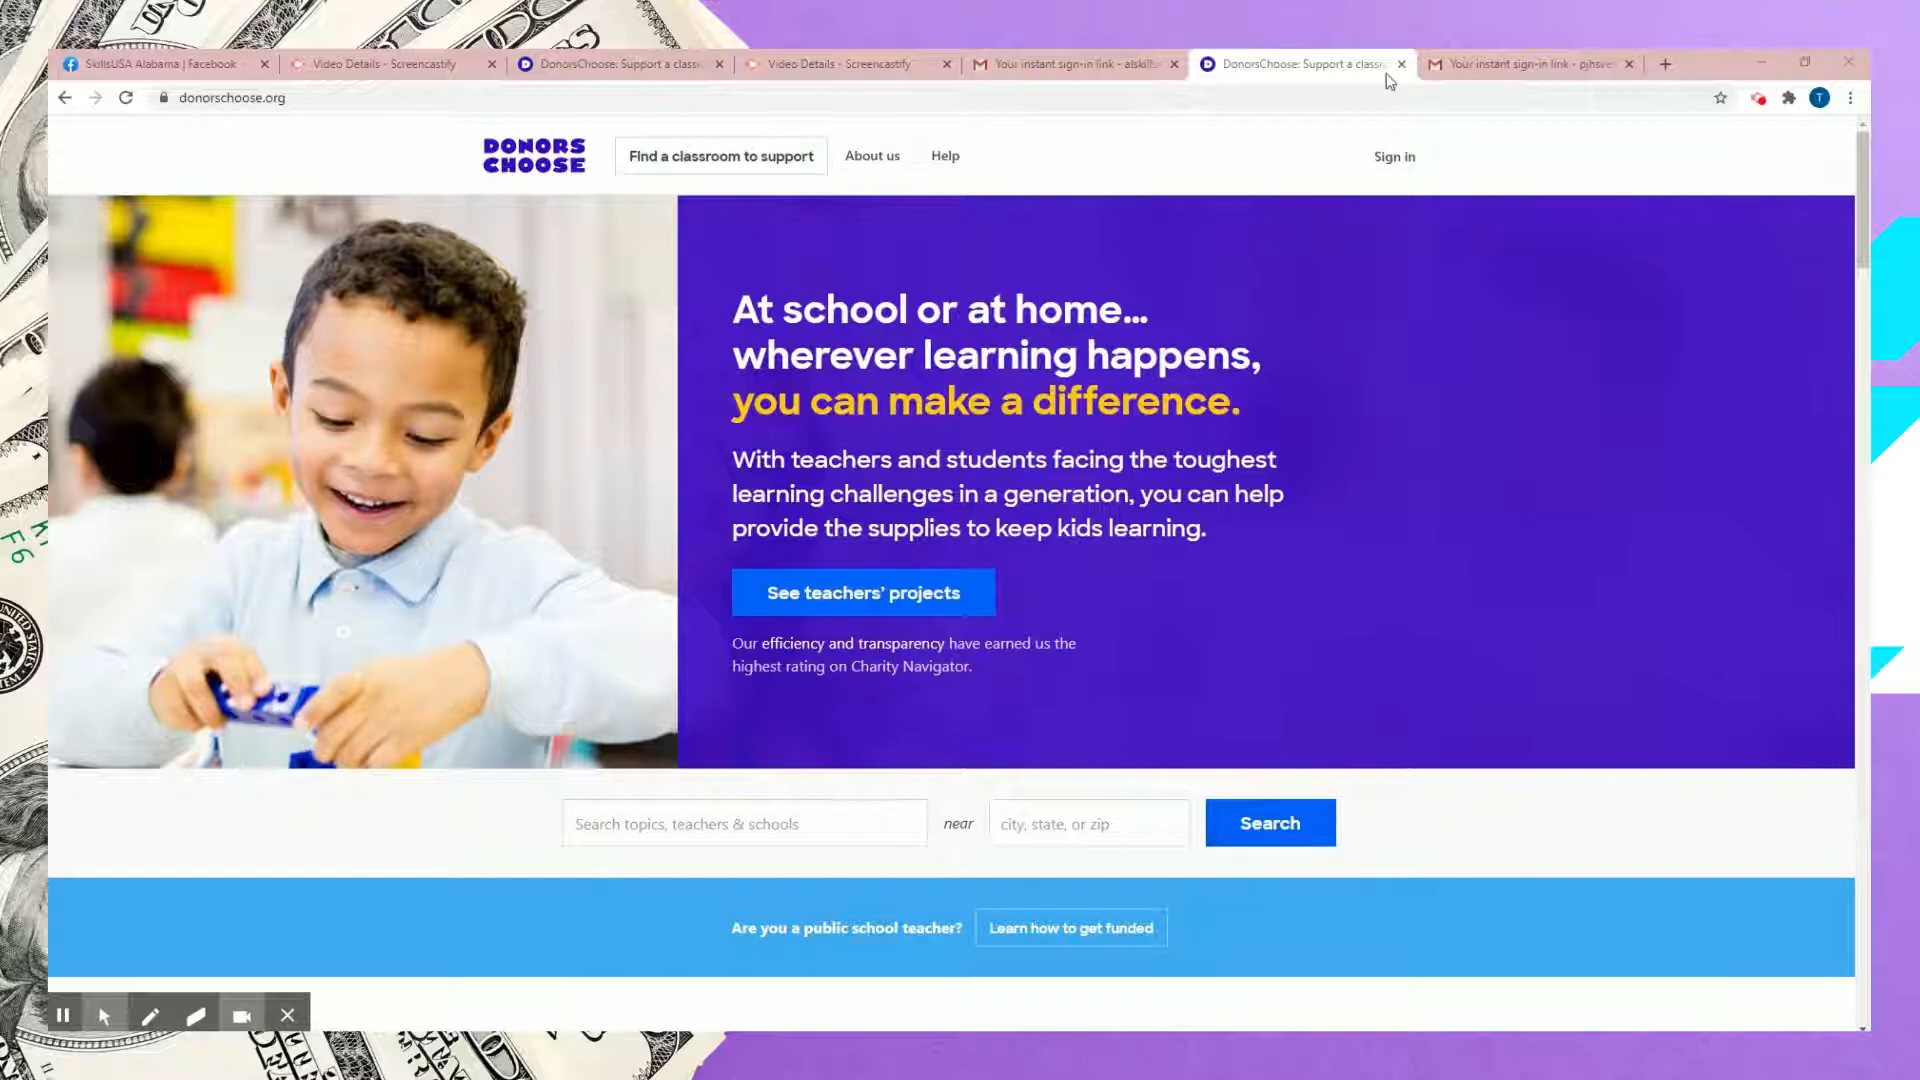 SkillsUSA Alabama | Facebook
Video Details - Screencastify
DonorsChoose: Support a classr
Video Details - Screencastify
Your instant sign-in link - alskills
DonorsChoose: Support a classr
Your instant sign-in link - pjhsve
donorschoose.org
T
DONORS
CHOOSE
Find a classroom to support
About us
Help
Sign in
At school or at home...
wherever learning happens,
you can make a difference.
With teachers and students facing the toughest
learning challenges in a generation, you can help
provide the supplies to keep kids learning.
See teachers' projects
Our efficiency and transparency have earned us the
highest rating on Charity Navigator.
Search topics, teachers & schools
near
city, state, or zip
Search
Are you a public school teacher?
Learn how to get funded
F6
UNITED STATES